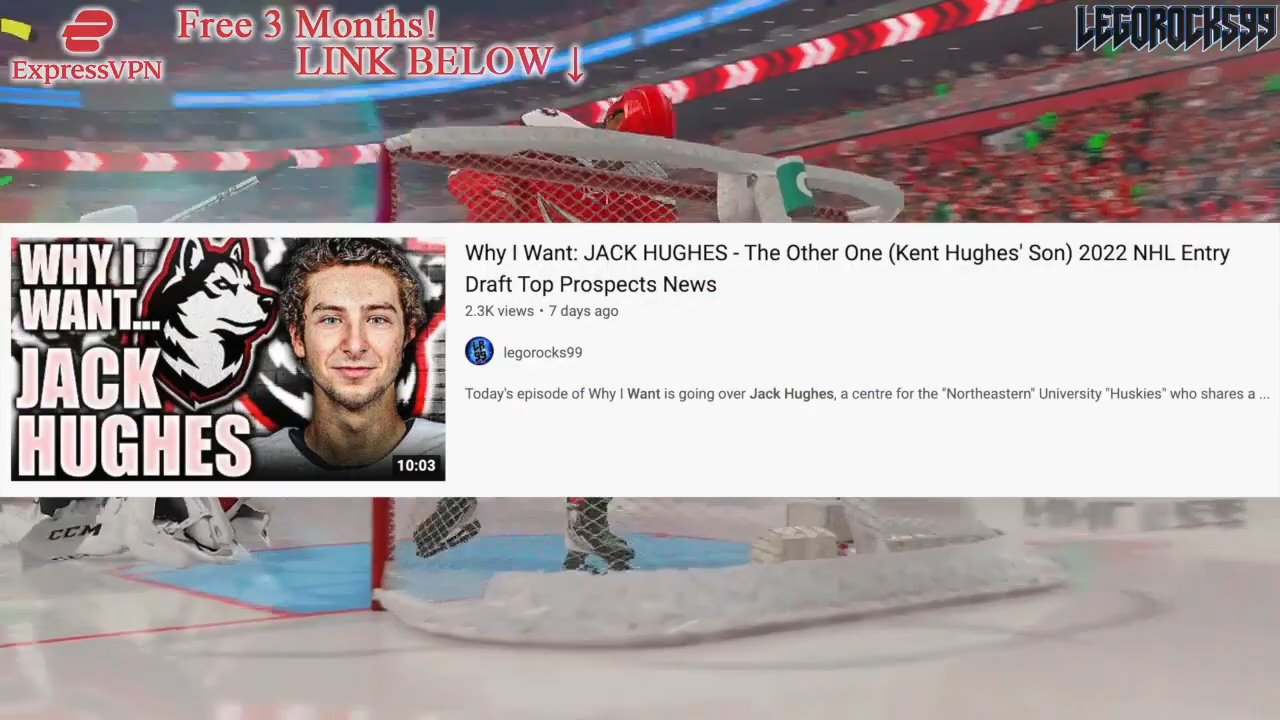 Free 3 Months!
LINK BELOW ↓
ExpressVPN
LEGOROCKS99
WHY I
WANT...
JACK
HUGHES
10:03
Why I Want: JACK HUGHES - The Other One (Kent Hughes' Son) 2022 NHL Entry
Draft Top Prospects News
2.3K views • 7 days ago
LR
99
legorocks99
Today's episode of Why I Want is going over Jack Hughes, a centre for the "Northeastern" University "Huskies" who shares a ...
CCM